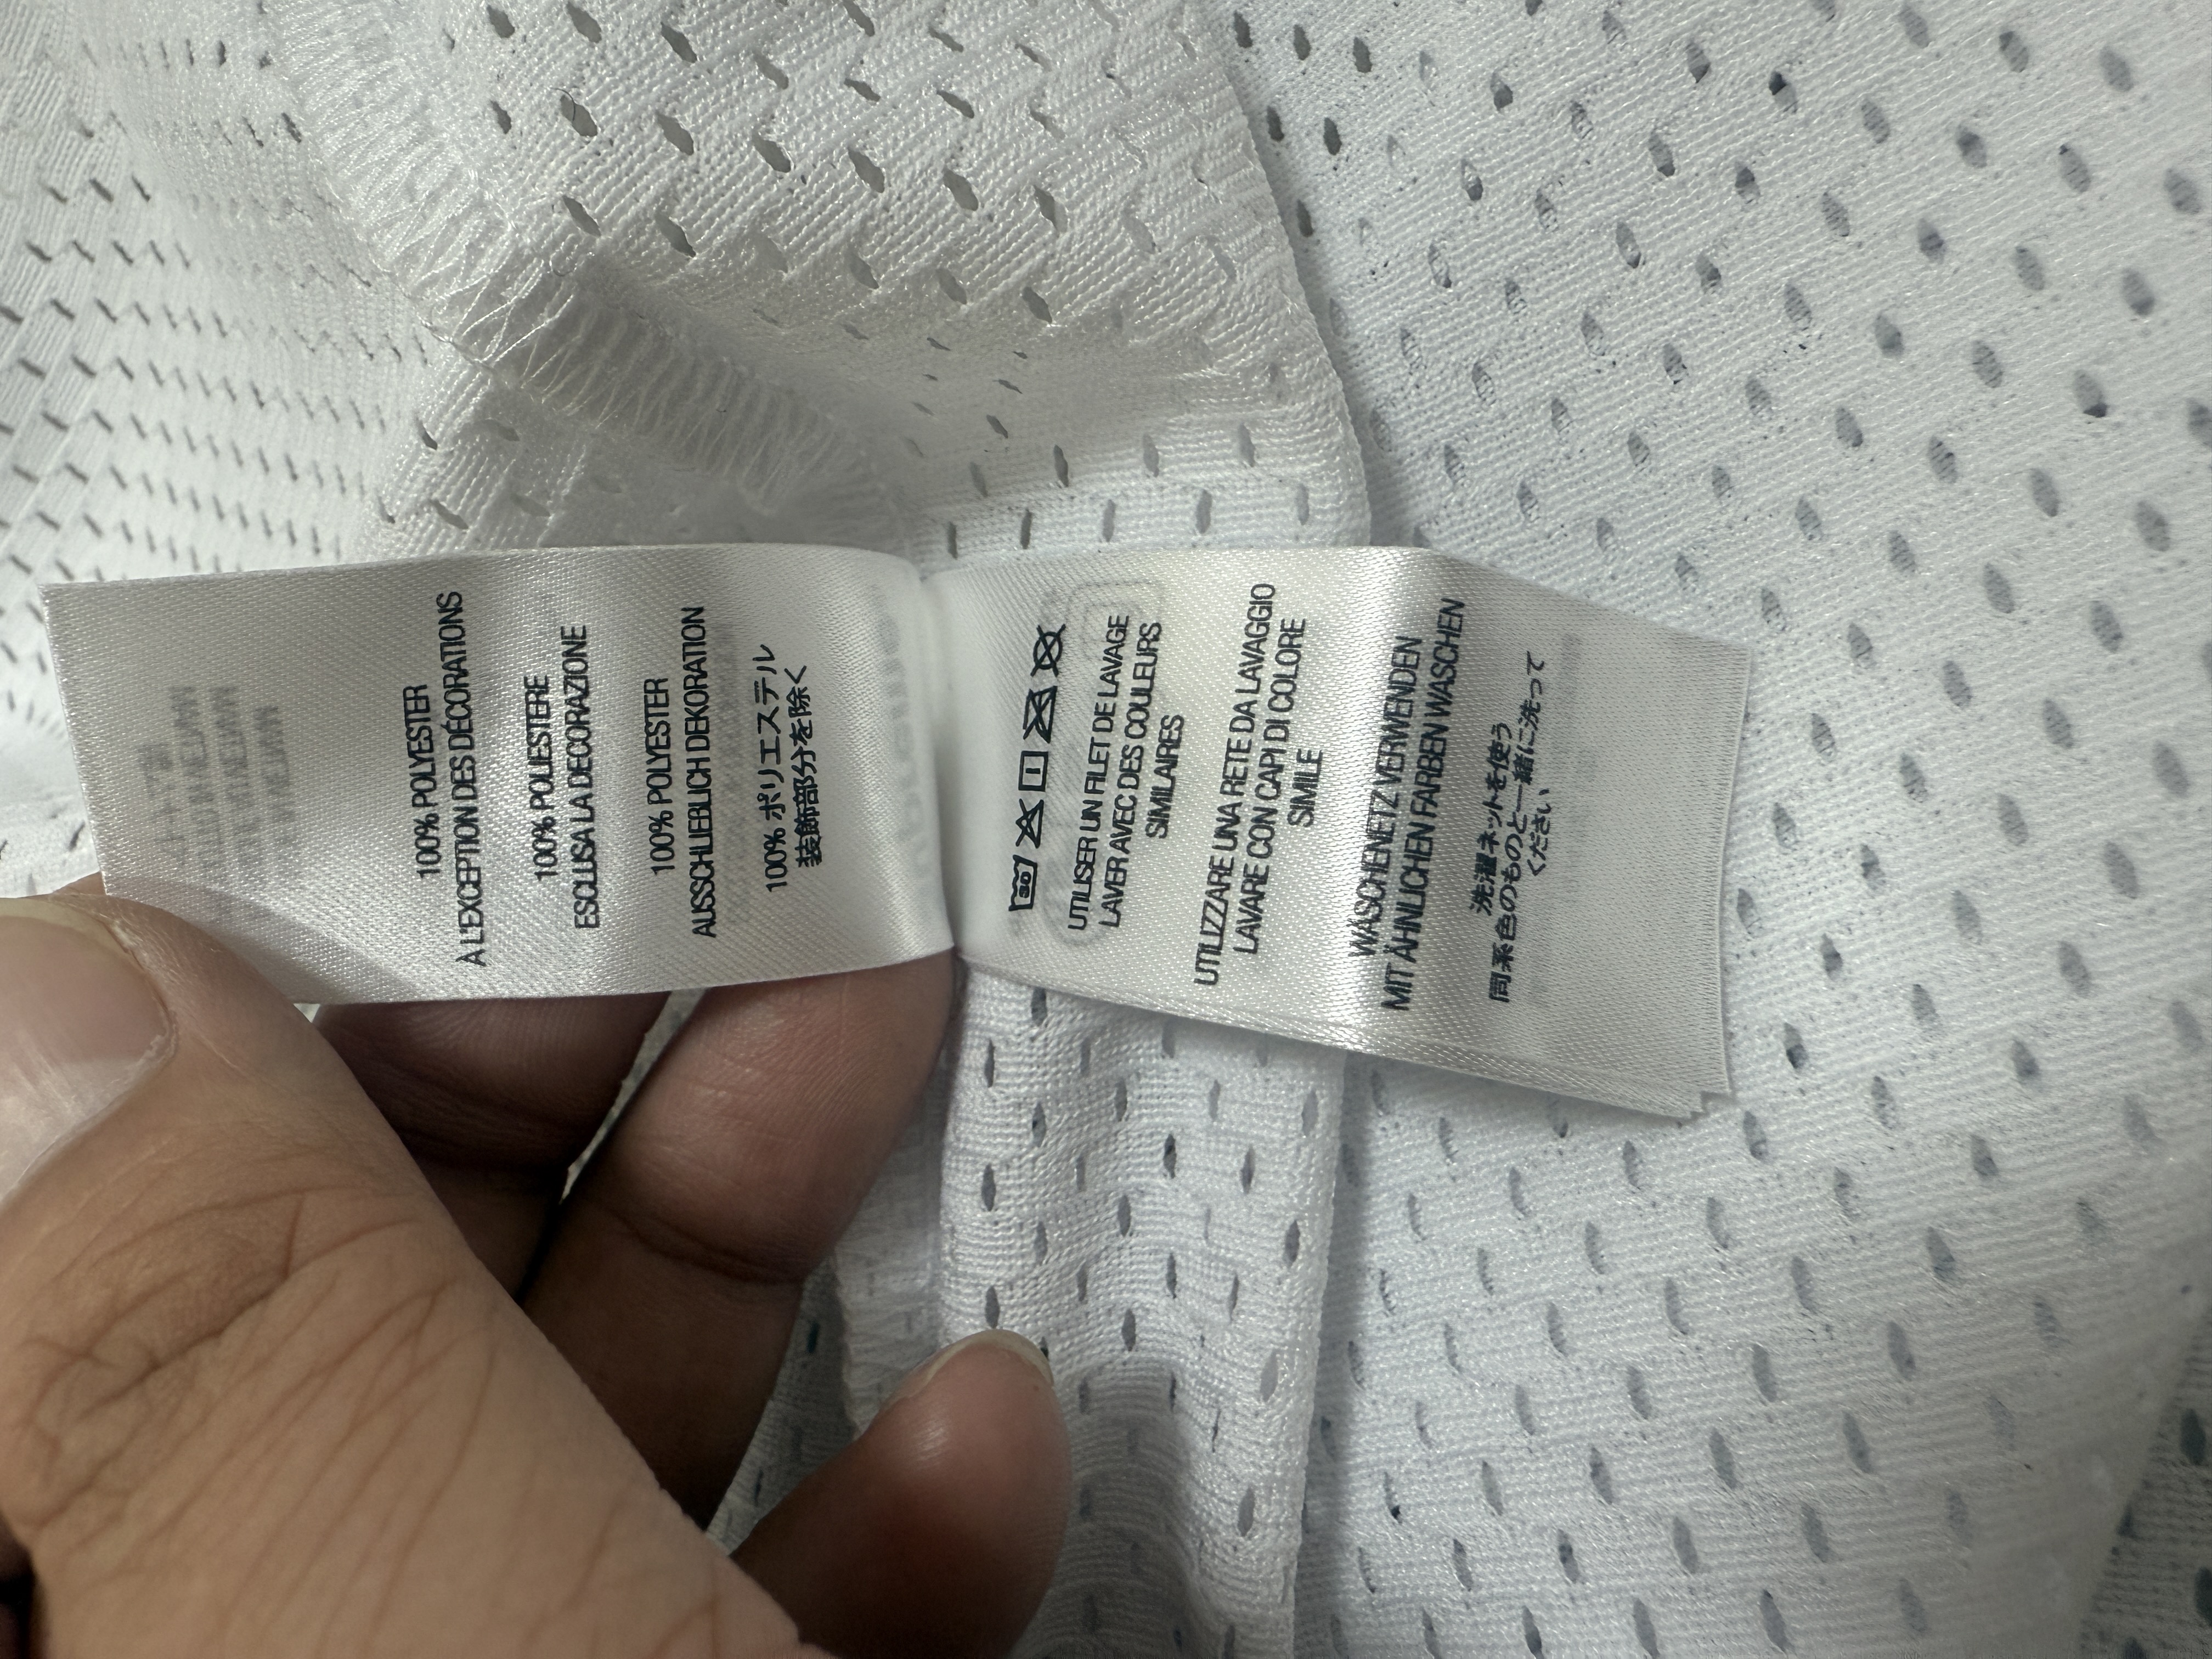 100% POLYESTER
A L'EXCEPTION DES DÉCORATIONS
100% POLIESTERE
ESCLUSA LA DECORAZIONE
100% POLYESTER
AUSSCHLIEBLICH DEKORATION
100% ポリエステル
装飾部分を除く
30
UTILISER UN FILET DE LAVAGE
LAVER AVEC DES COULEURS
SIMILAIRES
UTILIZZARE UNA RETE DA LAVAGGIO
LAVARE CON CAPI DI COLORE
SIMILE
WASCHENETZ VERWENDEN
MIT ÄHNLICHEN FARBEN WASCHEN
洗濯ネットを使う
同系色のものと一緒に洗って
ください